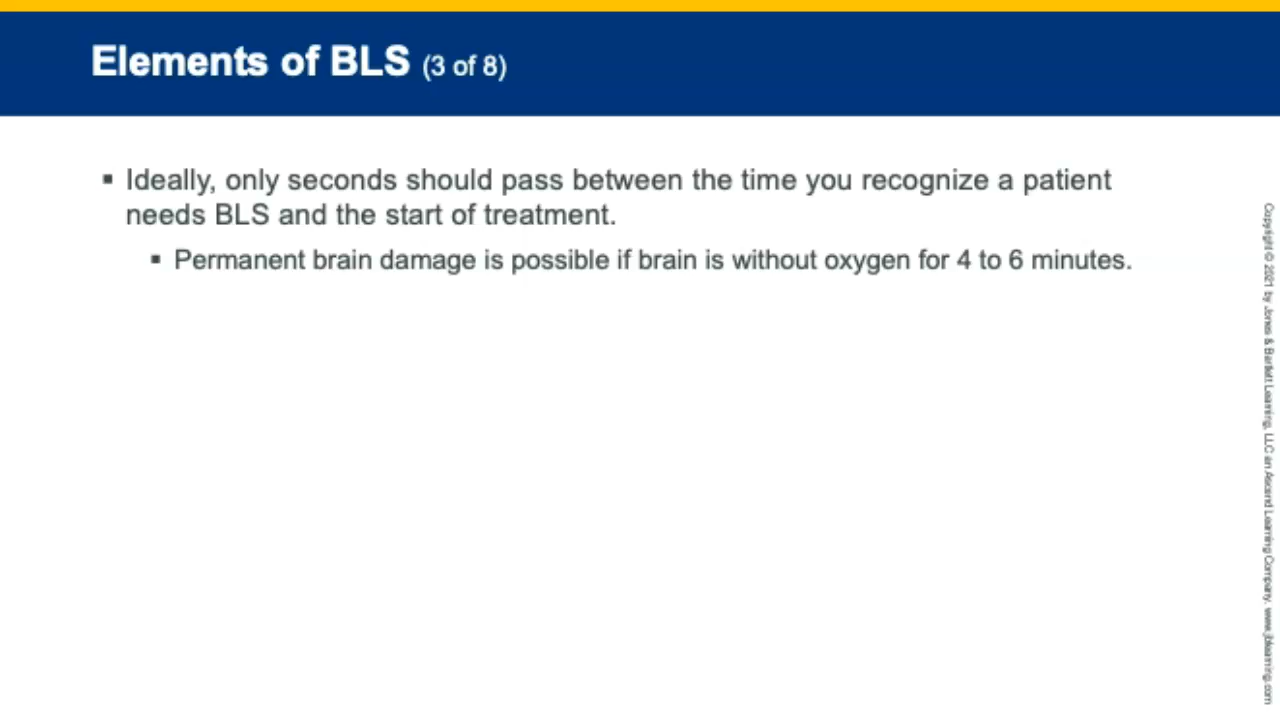 Elements of BLS (3 of 8)
▪ Ideally, only seconds should pass between the time you recognize a patient
needs BLS and the start of treatment.
▪ Permanent brain damage is possible if brain is without oxygen for 4 to 6 minutes.
Copyright © 2021 by Jones & Bartlett Learning, LLC an Ascend Learning Company. www.jblearning.com